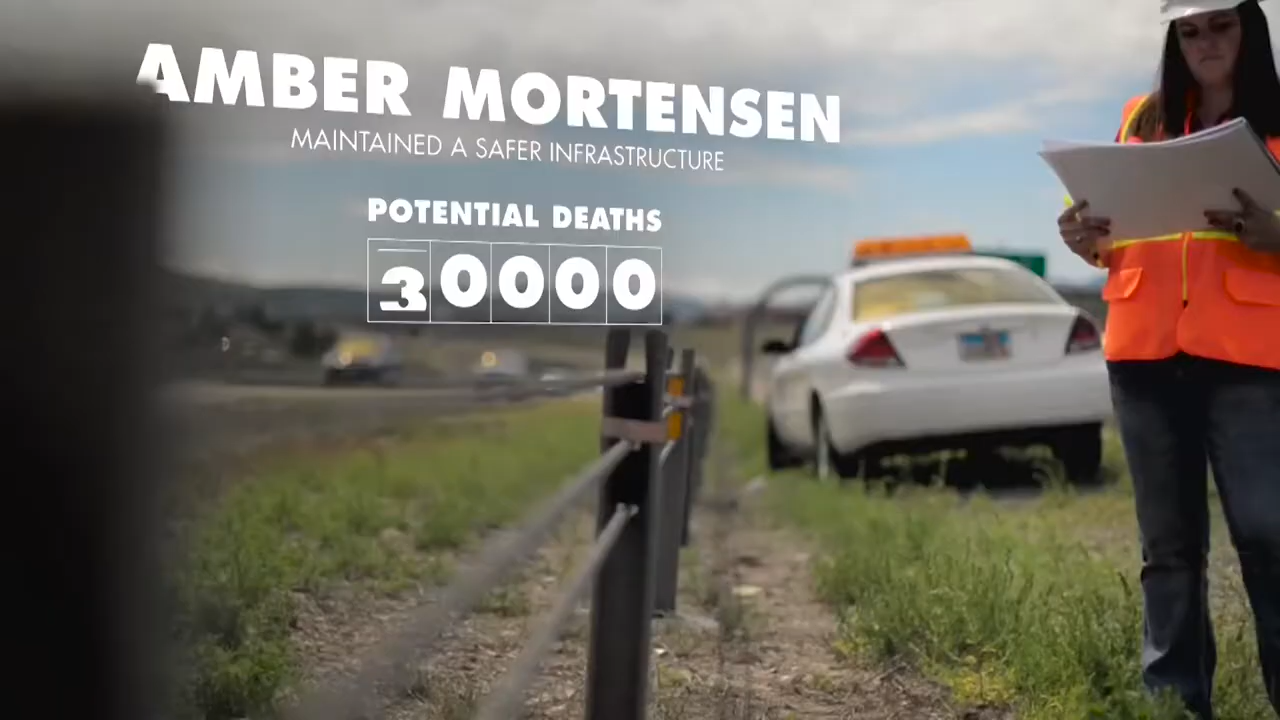 AMBER MORTENSEN
MAINTAINED A SAFER INFRASTRUCTURE
POTENTIAL DEATHS
30000